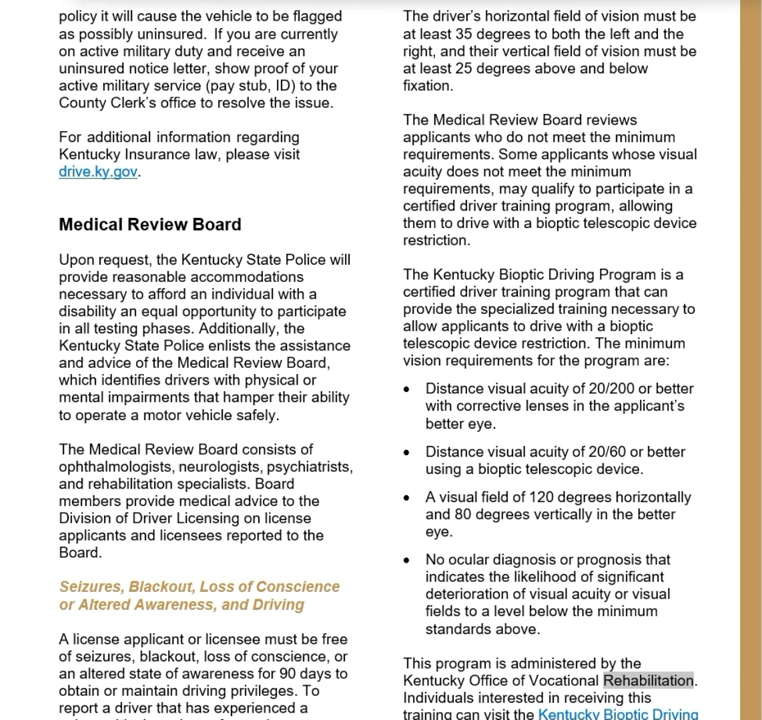 policy it will cause the vehicle to be flagged
as possibly uninsured. If you are currently
on active military duty and receive an
uninsured notice letter, show proof of your
active military service (pay stub, ID) to the
County Clerk's office to resolve the issue.
For additional information regarding
Kentucky Insurance law, please visit
drive.ky.gov.
Medical Review Board
Upon request, the Kentucky State Police will
provide reasonable accommodations
necessary to afford an individual with a
disability an equal opportunity to participate
in all testing phases. Additionally, the
Kentucky State Police enlists the assistance
and advice of the Medical Review Board,
which identifies drivers with physical or
mental impairments that hamper their ability
to operate a motor vehicle safely.
The Medical Review Board consists of
ophthalmologists, neurologists, psychiatrists,
and rehabilitation specialists. Board
members provide medical advice to the
Division of Driver Licensing on license
applicants and licensees reported to the
Board.
Seizures, Blackout, Loss of Conscience
or Altered Awareness, and Driving
A license applicant or licensee must be free
of seizures, blackout, loss of conscience, or
an altered state of awareness for 90 days to
obtain or maintain driving privileges. To
report a driver that has experienced a
The driver's horizontal field of vision must be
at least 35 degrees to both the left and the
right, and their vertical field of vision must be
at least 25 degrees above and below
fixation.
The Medical Review Board reviews
applicants who do not meet the minimum
requirements. Some applicants whose visual
acuity does not meet the minimum
requirements, may qualify to participate in a
certified driver training program, allowing
them to drive with a bioptic telescopic device
restriction.
The Kentucky Bioptic Driving Program is a
certified driver training program that can
provide the specialized training necessary to
allow applicants to drive with a bioptic
telescopic device restriction. The minimum
vision requirements for the program are:
• Distance visual acuity of 20/200 or better
with corrective lenses in the applicant's
better eye.
• Distance visual acuity of 20/60 or better
using a bioptic telescopic device.
• A visual field of 120 degrees horizontally
and 80 degrees vertically in the better
eye.
• No ocular diagnosis or prognosis that
indicates the likelihood of significant
deterioration of visual acuity or visual
fields to a level below the minimum
standards above.
This program is administered by the
Kentucky Office of Vocational Rehabilitation.
Individuals interested in receiving this
training can visit the Kentucky Bioptic Driving